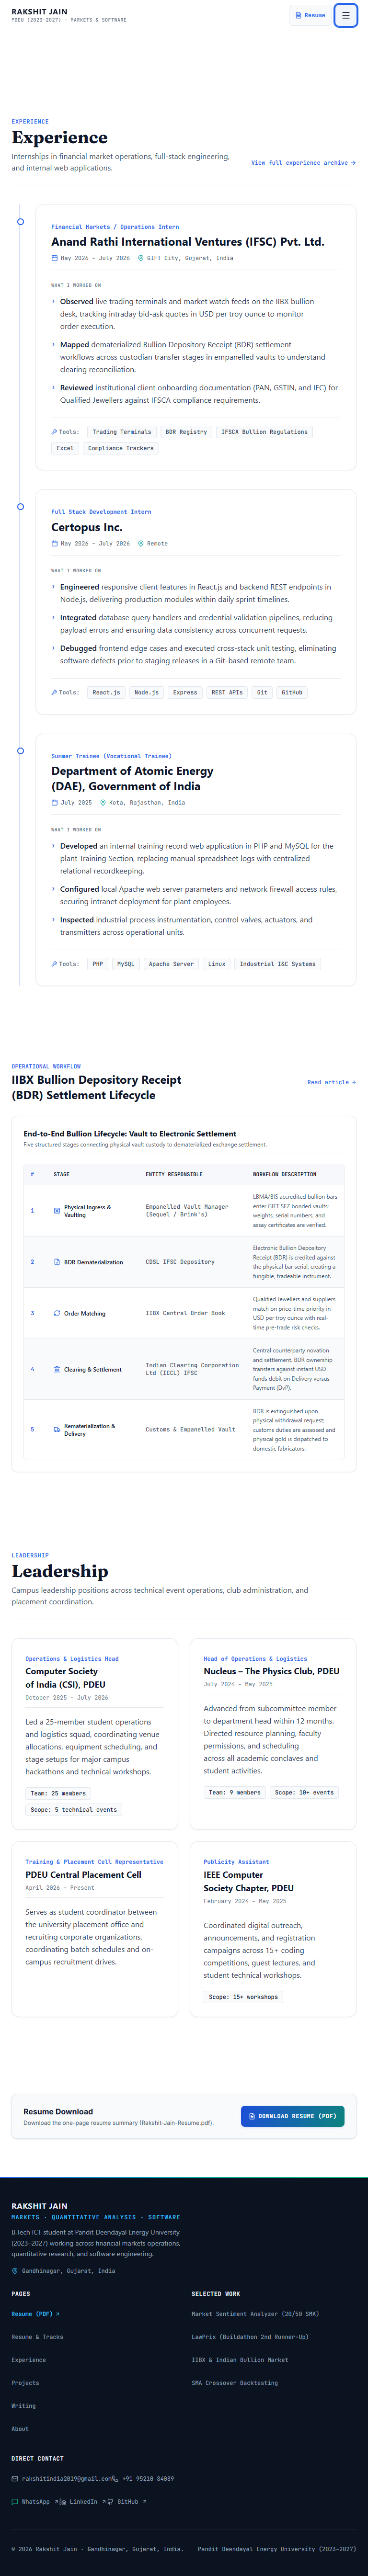 RAKSHIT JAIN
PDEU (2023–2027) · MARKETS & SOFTWARE
Resume
EXPERIENCE
Experience
Internships in financial market operations, full-stack engineering,
and internal web applications.
View full experience archive →
Financial Markets / Operations Intern
Anand Rathi International Ventures (IFSC) Pvt. Ltd.
May 2026 – July 2026 GIFT City, Gujarat, India
WHAT I WORKED ON
› Observed live trading terminals and market watch feeds on the IIBX bullion
desk, tracking intraday bid-ask quotes in USD per troy ounce to monitor
order execution.
› Mapped dematerialized Bullion Depository Receipt (BDR) settlement
workflows across custodian transfer stages in empanelled vaults to understand
clearing reconciliation.
› Reviewed institutional client onboarding documentation (PAN, GSTIN, and IEC) for
Qualified Jewellers against IFSCA compliance requirements.
Tools: Trading Terminals BDR Registry IFSCA Bullion Regulations
Excel Compliance Trackers
Full Stack Development Intern
Certopus Inc.
May 2026 – July 2026 Remote
WHAT I WORKED ON
› Engineered responsive client features in React.js and backend REST endpoints in
Node.js, delivering production modules within daily sprint timelines.
› Integrated database query handlers and credential validation pipelines, reducing
payload errors and ensuring data consistency across concurrent requests.
› Debugged frontend edge cases and executed cross-stack unit testing, eliminating
software defects prior to staging releases in a Git-based remote team.
Tools: React.js Node.js Express REST APIs Git GitHub
Summer Trainee (Vocational Trainee)
Department of Atomic Energy
(DAE), Government of India
July 2025 Kota, Rajasthan, India
WHAT I WORKED ON
› Developed an internal training record web application in PHP and MySQL for the
plant Training Section, replacing manual spreadsheet logs with centralized
relational recordkeeping.
› Configured local Apache web server parameters and network firewall access rules,
securing intranet deployment for plant employees.
› Inspected industrial process instrumentation, control valves, actuators, and
transmitters across operational units.
Tools: PHP MySQL Apache Server Linux Industrial I&C Systems
OPERATIONAL WORKFLOW
IIBX Bullion Depository Receipt
(BDR) Settlement Lifecycle
Read article →
End-to-End Bullion Lifecycle: Vault to Electronic Settlement
Five structured stages connecting physical vault custody to dematerialized exchange settlement.
# STAGE ENTITY RESPONSIBLE WORKFLOW DESCRIPTION
1 Physical Ingress &
Vaulting
Empanelled Vault Manager
(Sequel / Brink's)
LBMA/BIS accredited bullion bars
enter GIFT SEZ bonded vaults;
weights, serial numbers, and
assay certificates are verified.
2 BDR Dematerialization
CDSL IFSC Depository
Electronic Bullion Depository
Receipt (BDR) is credited against
the physical bar serial, creating a
fungible, tradeable instrument.
3 Order Matching
IIBX Central Order Book
Qualified Jewellers and suppliers
match on price-time priority in
USD per troy ounce with real-
time pre-trade risk checks.
4 Clearing & Settlement
Indian Clearing Corporation
Ltd (ICCL) IFSC
Central counterparty novation
and settlement. BDR ownership
transfers against instant USD
funds debit on Delivery versus
Payment (DvP).
5 Rematerialization &
Delivery
Customs & Empanelled Vault
BDR is extinguished upon
physical withdrawal request;
customs duties are assessed and
physical gold is dispatched to
domestic fabricators.
LEADERSHIP
Leadership
Campus leadership positions across technical event operations, club administration, and
placement coordination.
Operations & Logistics Head
Computer Society
of India (CSI), PDEU
October 2025 – July 2026
Led a 25-member student operations
and logistics squad, coordinating venue
allocations, equipment scheduling, and
stage setups for major campus
hackathons and technical workshops.
Team: 25 members
Scope: 5 technical events
Head of Operations & Logistics
Nucleus – The Physics Club, PDEU
July 2024 – May 2025
Advanced from subcommittee member
to department head within 12 months.
Directed resource planning, faculty
permissions, and scheduling
across all academic conclaves and
student activities.
Team: 9 members Scope: 10+ events
Training & Placement Cell Representative
PDEU Central Placement Cell
April 2026 – Present
Serves as student coordinator between
the university placement office and
recruiting corporate organizations,
coordinating batch schedules and on-
campus recruitment drives.
Publicity Assistant
IEEE Computer
Society Chapter, PDEU
February 2024 – May 2025
Coordinated digital outreach,
announcements, and registration
campaigns across 15+ coding
competitions, guest lectures, and
student technical workshops.
Scope: 15+ workshops
Resume Download
Download the one-page resume summary (Rakshit-Jain-Resume.pdf).
DOWNLOAD RESUME (PDF)
RAKSHIT JAIN
MARKETS · QUANTITATIVE ANALYSIS · SOFTWARE
B.Tech ICT student at Pandit Deendayal Energy University
(2023–2027) working across financial markets operations,
quantitative research, and software engineering.
Gandhinagar, Gujarat, India
PAGES
Resume (PDF) ↗
Resume & Tracks
Experience
Projects
Writing
About
SELECTED WORK
Market Sentiment Analyzer (20/50 SMA)
LawPrix (Buildathon 2nd Runner-Up)
IIBX & Indian Bullion Market
SMA Crossover Backtesting
DIRECT CONTACT
rakshitindia2019@gmail.com +91 95210 84089
WhatsApp ↗ LinkedIn ↗ GitHub ↗
© 2026 Rakshit Jain · Gandhinagar, Gujarat, India. Pandit Deendayal Energy University (2023–2027)